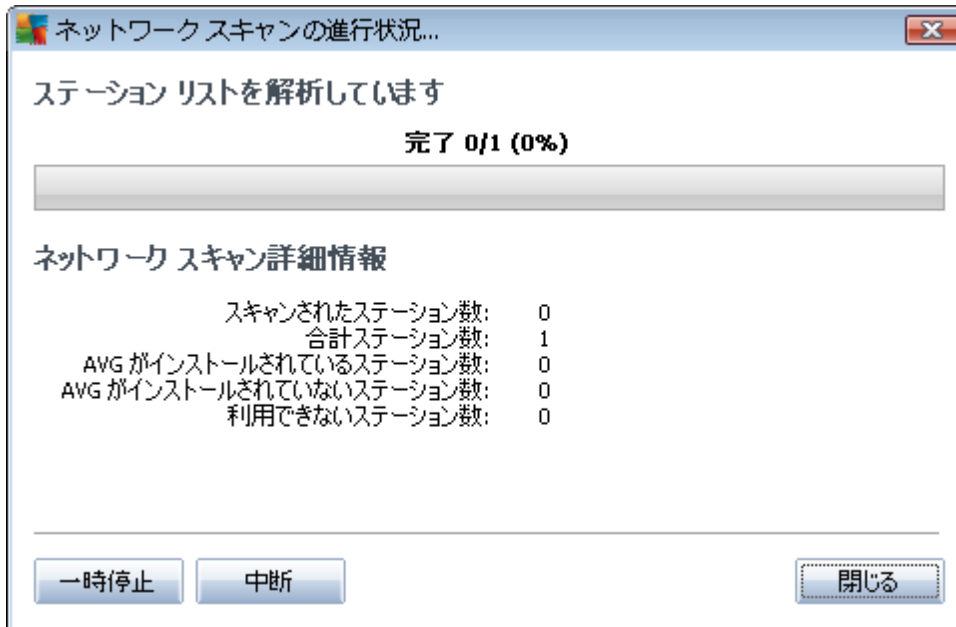 ネットワーク スキャンの進行状況...
ステーション リストを解析しています
完了 0/1 (0%)
ネットワーク スキャン詳細情報
スキャンされたステーション数: 0
合計ステーション数: 1
AVG がインストールされているステーション数: 0
AVG がインストールされていないステーション数: 0
利用できないステーション数: 0
一時停止 中断 閉じる